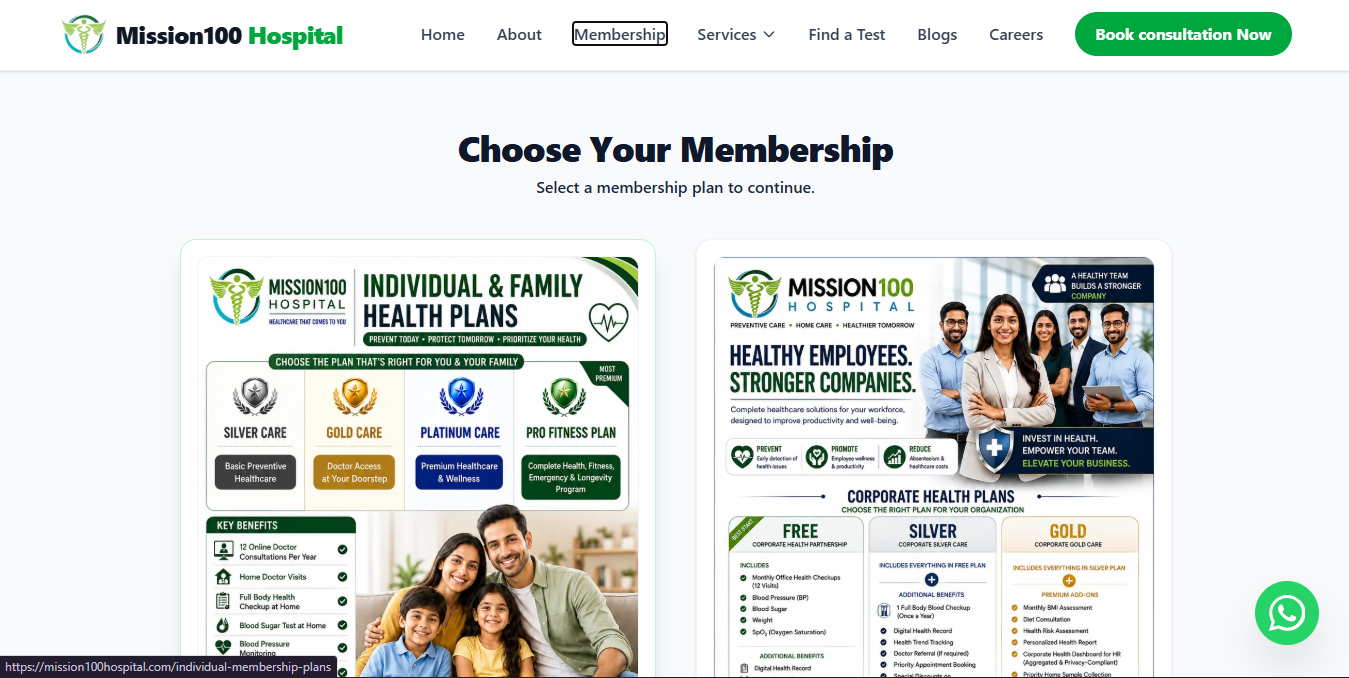 Mission100 Hospital
Home
About
Membership
Services
Find a Test
Blogs
Careers
Book consultation Now
Choose Your Membership
Select a membership plan to continue.
MISSION100
HOSPITAL
HEALTHCARE THAT COMES TO YOU
INDIVIDUAL & FAMILY
HEALTH PLANS
PREVENT TODAY • PROTECT TOMORROW • PRIORITIZE YOUR HEALTH
CHOOSE THE PLAN THAT'S RIGHT FOR YOU & YOUR FAMILY
MOST
PREMIUM
SILVER CARE
Basic Preventive
Healthcare
GOLD CARE
Doctor Access
at Your Doorstep
PLATINUM CARE
Premium Healthcare
& Wellness
PRO FITNESS PLAN
Complete Health, Fitness,
Emergency & Longevity
Program
KEY BENEFITS
12 Online Doctor
Consultations Per Year
Home Doctor Visits
Full Body Health
Checkup at Home
Blood Sugar Test at Home
Blood Pressure
Monitoring
MISSION100
HOSPITAL
PREVENTIVE CARE • HOME CARE • HEALTHIER TOMORROW
A HEALTHY TEAM
BUILDS A STRONGER
COMPANY
HEALTHY EMPLOYEES.
STRONGER COMPANIES.
Complete healthcare solutions for your workforce,
designed to improve productivity and well-being.
PREVENT
Early detection of
health issues
PROMOTE
Employee wellness
& productivity
REDUCE
Absenteeism &
healthcare costs
INVEST IN HEALTH.
EMPOWER YOUR TEAM.
ELEVATE YOUR BUSINESS.
CORPORATE HEALTH PLANS
CHOOSE THE RIGHT PLAN FOR YOUR ORGANIZATION
BEST START
FREE
CORPORATE HEALTH PARTNERSHIP
INCLUDES
Monthly Office Health Checkups
(12 Visits)
Blood Pressure (BP)
Blood Sugar
Weight
SpO₂ (Oxygen Saturation)
ADDITIONAL BENEFITS
Digital Health Record
SILVER
CORPORATE SILVER CARE
INCLUDES EVERYTHING IN FREE PLAN
ADDITIONAL BENEFITS
1 Full Body Blood Checkup
(Once a Year)
Digital Health Record
Health Trend Tracking
Doctor Referral (if required)
Priority Appointment Booking
Special Discounts on
GOLD
CORPORATE GOLD CARE
INCLUDES EVERYTHING IN SILVER PLAN
PREMIUM ADD-ONS
Monthly BMI Assessment
Diet Consultation
Health Risk Assessment
Personalized Health Report
Corporate Health Dashboard for HR
(Aggregated & Privacy-Compliant)
Priority Home Sample Collection
https://mission100hospital.com/individual-membership-plans